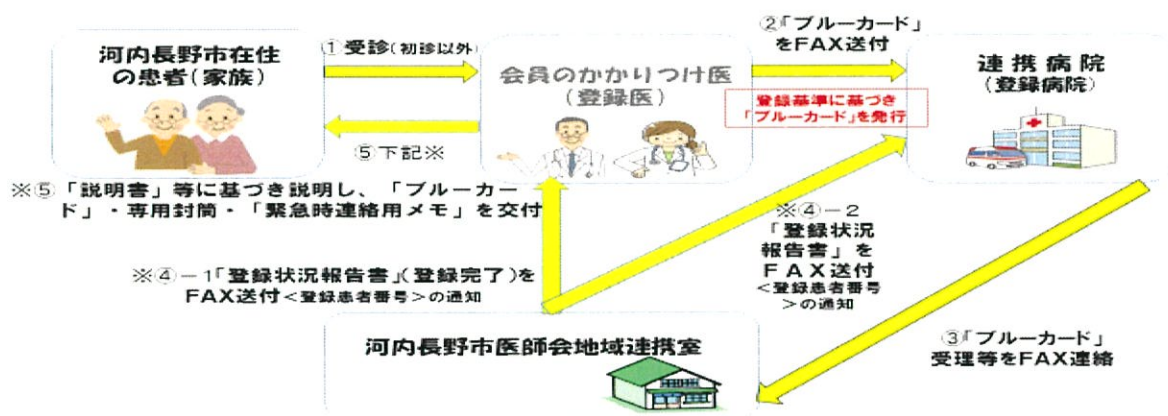 河内長野市在住
の患者(家族)
①受診(初診以外)
会員のかかりつけ医
(登録医)
②「ブルーカード」
をFAX送付
登録基準に基づき
「ブルーカード」を発行
連携病院
(登録病院)
⑤下記※
※⑤「説明書」等に基づき説明し、「ブルーカー
ド」・専用封筒・「緊急時連絡用メモ」を交付
※④－1「登録状況報告書」(登録完了)を
FAX送付<登録患者番号>の通知
※④－2
「登録状況
報告書」を
FAX送付
<登録患者番号
>の通知
③「ブルーカード」
受理等をFAX連絡
河内長野市医師会地域連携室